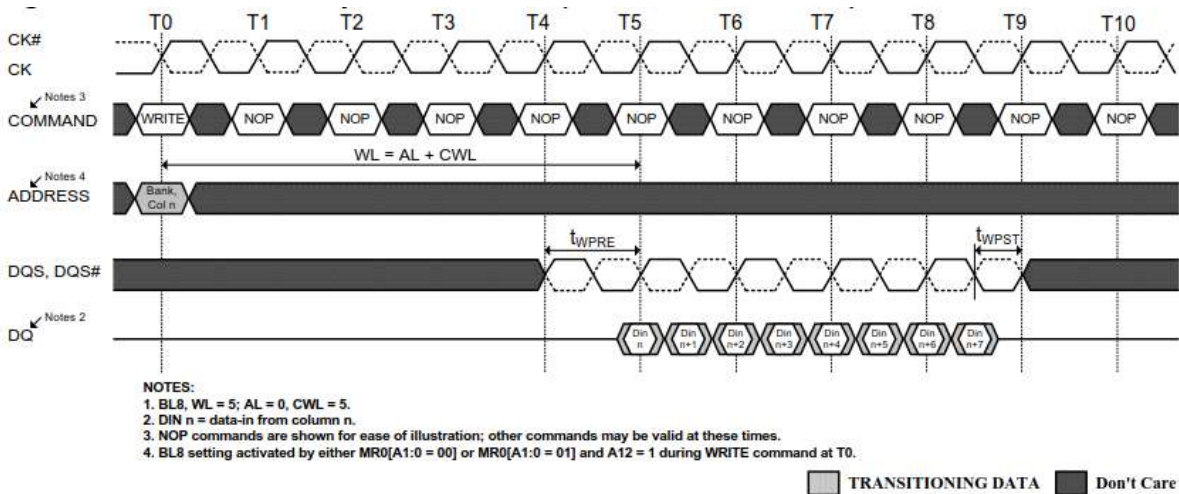 T0 T1 T2 T3 T4 T5 T6 T7 T8 T9 T10
CK#
CK
Notes 3
COMMAND WRITE NOP NOP NOP NOP NOP NOP NOP NOP NOP NOP
WL = AL + CWL
Notes 4
ADDRESS Bank, Col n
tWPRE tWPST
DQS, DQS#
Notes 2
DQ Din n Din n+1 Din n+2 Din n+3 Din n+4 Din n+5 Din n+6 Din n+7
NOTES:
1. BL8, WL = 5; AL = 0, CWL = 5.
2. DIN n = data-in from column n.
3. NOP commands are shown for ease of illustration; other commands may be valid at these times.
4. BL8 setting activated by either MR0[A1:0 = 00] or MR0[A1:0 = 01] and A12 = 1 during WRITE command at T0.
TRANSITIONING DATA Don't Care